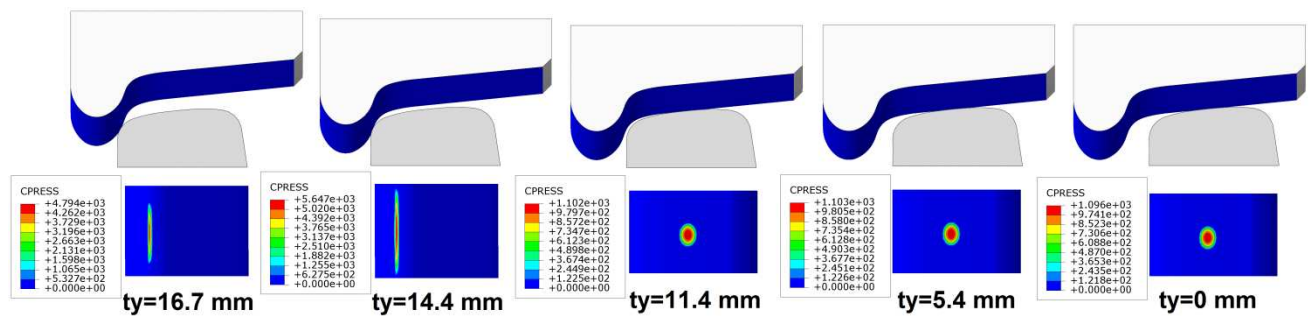 CPRESS
+4.794e+03
+4.262e+03
+3.729e+03
+3.196e+03
+2.663e+03
+2.131e+03
+1.598e+03
+1.065e+03
+5.327e+02
+0.000e+00
ty=16.7 mm
CPRESS
+5.647e+03
+5.020e+03
+4.392e+03
+3.765e+03
+3.137e+03
+2.510e+03
+1.882e+03
+1.255e+03
+6.275e+02
+0.000e+00
ty=14.4 mm
CPRESS
+1.102e+03
+9.797e+02
+8.572e+02
+7.347e+02
+6.123e+02
+4.898e+02
+3.674e+02
+2.449e+02
+1.225e+02
+0.000e+00
ty=11.4 mm
CPRESS
+1.103e+03
+9.805e+02
+8.580e+02
+7.354e+02
+6.128e+02
+4.903e+02
+3.677e+02
+2.451e+02
+1.226e+02
+0.000e+00
ty=5.4 mm
CPRESS
+1.096e+03
+9.741e+02
+8.523e+02
+7.306e+02
+6.088e+02
+4.870e+02
+3.653e+02
+2.435e+02
+1.218e+02
+0.000e+00
ty=0 mm